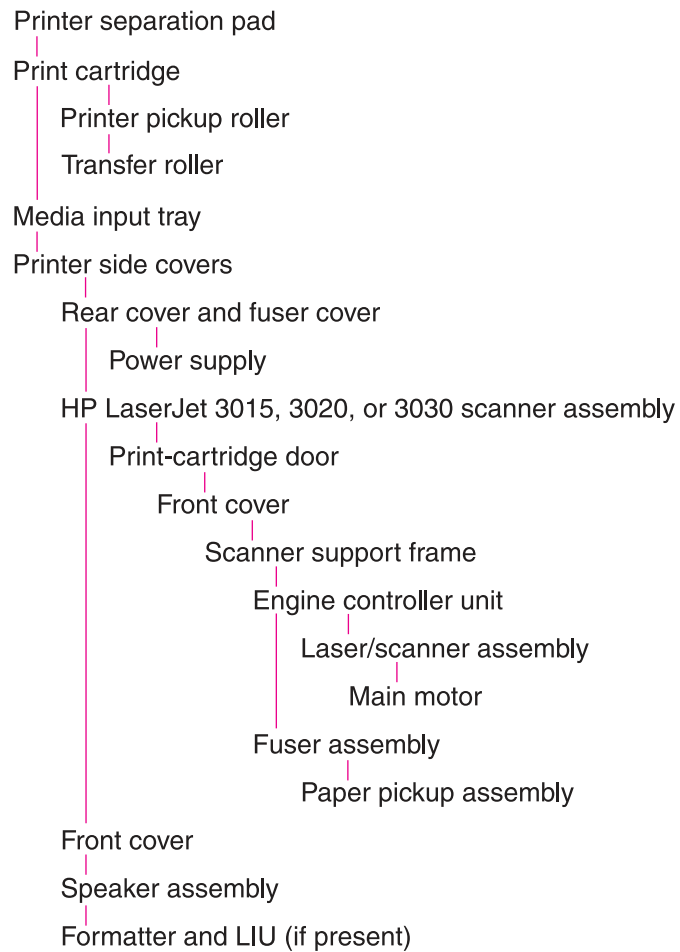 Printer separation pad
Print cartridge
Printer pickup roller
Transfer roller
Media input tray
Printer side covers
Rear cover and fuser cover
Power supply
HP LaserJet 3015, 3020, or 3030 scanner assembly
Print-cartridge door
Front cover
Scanner support frame
Engine controller unit
Laser/scanner assembly
Main motor
Fuser assembly
Paper pickup assembly
Front cover
Speaker assembly
Formatter and LIU (if present)